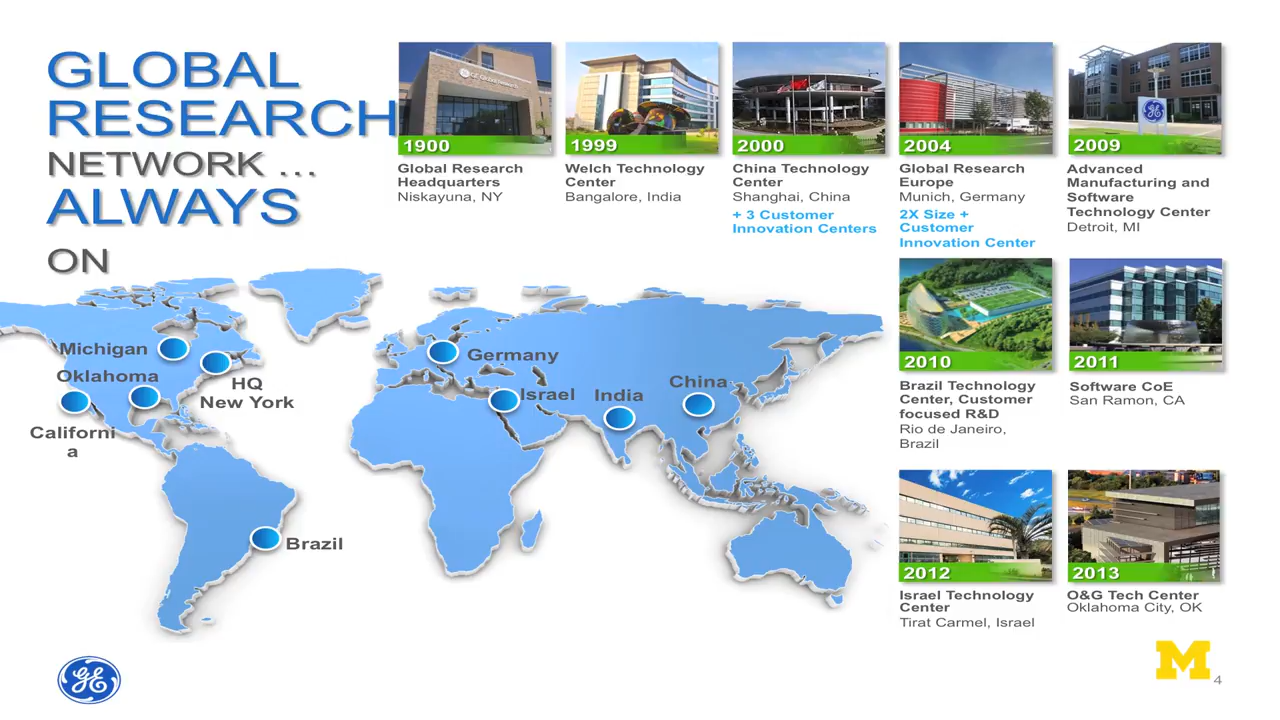 GLOBAL
RESEARCH
NETWORK …
ALWAYS
ON
1900
Global Research
Headquarters
Niskayuna, NY
1999
Welch Technology
Center
Bangalore, India
2000
China Technology
Center
Shanghai, China
+ 3 Customer
Innovation Centers
2004
Global Research
Europe
Munich, Germany
2X Size +
Customer
Innovation Center
2009
Advanced
Manufacturing and
Software
Technology Center
Detroit, MI
2010
Brazil Technology
Center, Customer
focused R&D
Rio de Janeiro,
Brazil
2011
Software CoE
San Ramon, CA
2012
Israel Technology
Center
Tirat Carmel, Israel
2013
O&G Tech Center
Oklahoma City, OK
Michigan
Oklahoma
HQ
New York
Californi
a
Brazil
Germany
Israel
India
China
GE
M
4